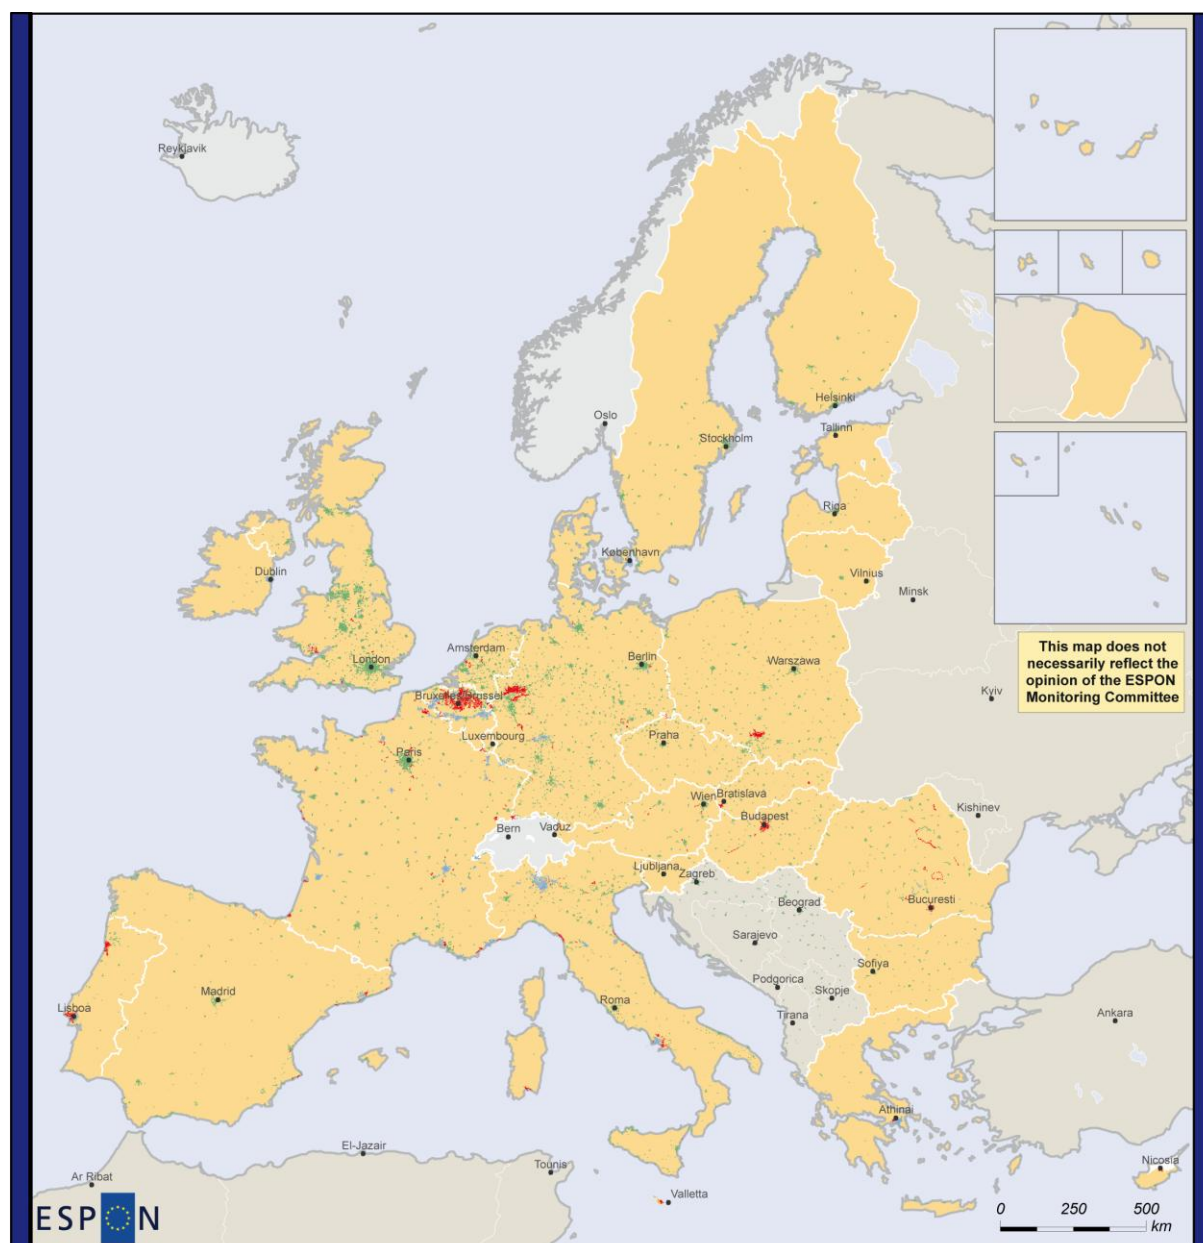 Reykjavik
Oslo
Helsinki
Tallinn
Stockholm
Riga
København
Dublin
Vilnius
Minsk
This map does not
necessarily reflect the
opinion of the ESPON
Monitoring Committee
Amsterdam
London
Berlin
Warszawa
Bruxelles/Brussel
Kyiv
Luxembourg
Praha
Paris
Wien
Bratislava
Kishinev
Budapest
Bern
Vaduz
Ljubljana
Zagreb
Beograd
Bucuresti
Sarajevo
Sofiya
Podgorica
Skopje
Madrid
Roma
Lisboa
Tirana
Ankara
Athinai
El-Jazair
Tounis
Nicosia
Ar Ribat
Valletta
ESPON
0 250 500
km